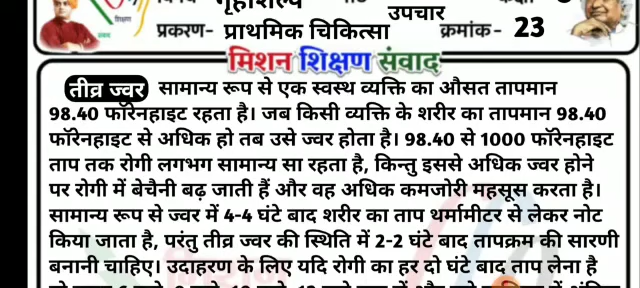 गृहशिल्प
उपचार
प्रकरण- प्राथमिक चिकित्सा क्रमांक- 23
मिशन शिक्षण संवाद
तीव्र ज्वर सामान्य रूप से एक स्वस्थ व्यक्ति का औसत तापमान
98.40 फॉरेनहाइट रहता है। जब किसी व्यक्ति के शरीर का तापमान 98.40
फॉरेनहाइट से अधिक हो तब उसे ज्वर होता है। 98.40 से 1000 फॉरेनहाइट
ताप तक रोगी लगभग सामान्य सा रहता है, किन्तु इससे अधिक ज्वर होने
पर रोगी में बेचैनी बढ़ जाती हैं और वह अधिक कमजोरी महसूस करता है।
सामान्य रूप से ज्वर में 4-4 घंटे बाद शरीर का ताप थर्मामीटर से लेकर नोट
किया जाता है, परंतु तीव्र ज्वर की स्थिति में 2-2 घंटे बाद तापक्रम की सारणी
बनानी चाहिए। उदाहरण के लिए यदि रोगी का हर दो घंटे बाद ताप लेना है